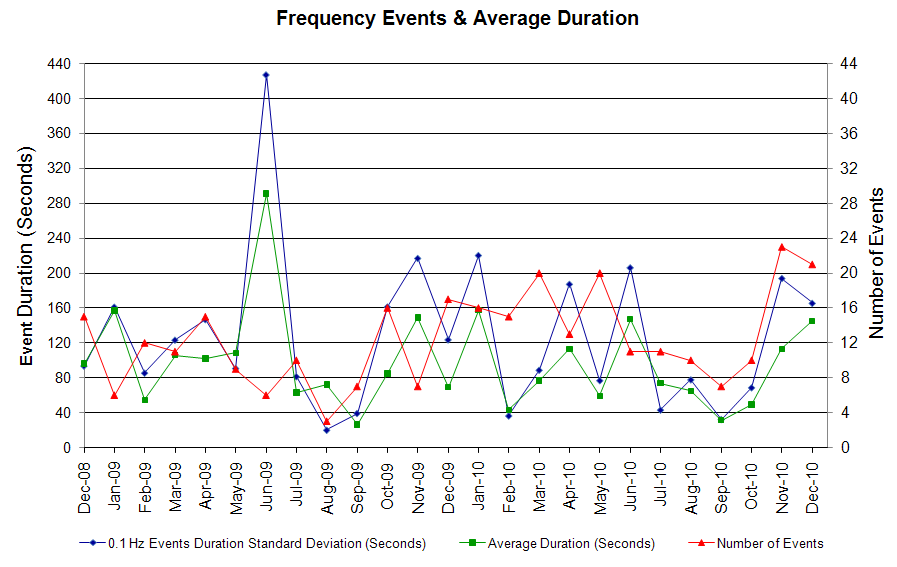 Frequency Events & Average Duration
440 44
400 40
360 36
320 32
280 28
240 24
200 20
160 16
120 12
80 8
40 4
0 0
Event Duration (Seconds)
Number of Events
Dec-08 Jan-09 Feb-09 Mar-09 Apr-09 May-09 Jun-09 Jul-09 Aug-09 Sep-09 Oct-09 Nov-09 Dec-09 Jan-10 Feb-10 Mar-10 Apr-10 May-10 Jun-10 Jul-10 Aug-10 Sep-10 Oct-10 Nov-10 Dec-10
0.1 Hz Events Duration Standard Deviation (Seconds) Average Duration (Seconds) Number of Events